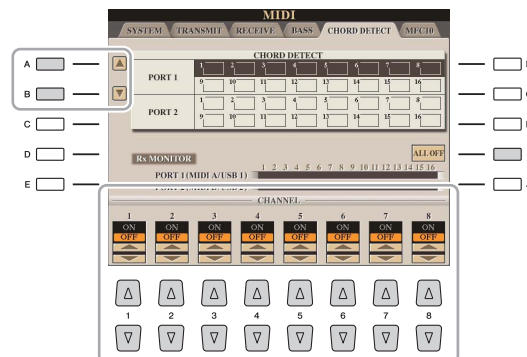 MIDI
SYSTEM TRANSMIT RECEIVE BASS CHORD DETECT MFC10
CHORD DETECT
A
B
C
D
E
PORT 1
1 2 3 4 5 6 7 8
9 10 11 12 13 14 15 16
PORT 2
1 2 3 4 5 6 7 8
9 10 11 12 13 14 15 16
ALL OFF
Rx MONITOR
1 2 3 4 5 6 7 8 9 10 11 12 13 14 15 16
PORT 1 (MIDI A/USB 1)
CHANNEL
1 2 3 4 5 6 7 8
ON ON ON ON ON ON ON ON
OFF OFF OFF OFF OFF OFF OFF OFF
1 2 3 4 5 6 7 8